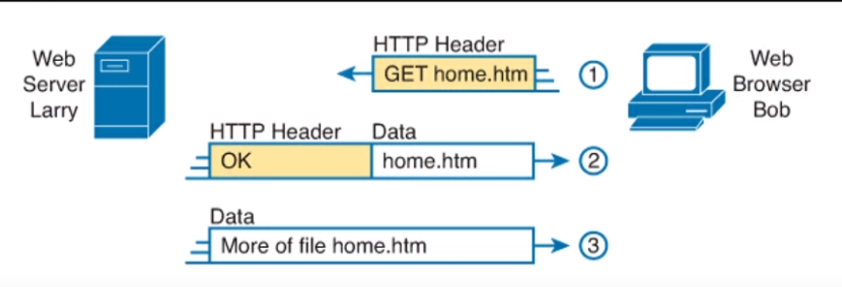 Web
Server
Larry
HTTP Header
GET home.htm
1
Web
Browser
Bob
HTTP Header Data
OK home.htm
2
Data
More of file home.htm
3